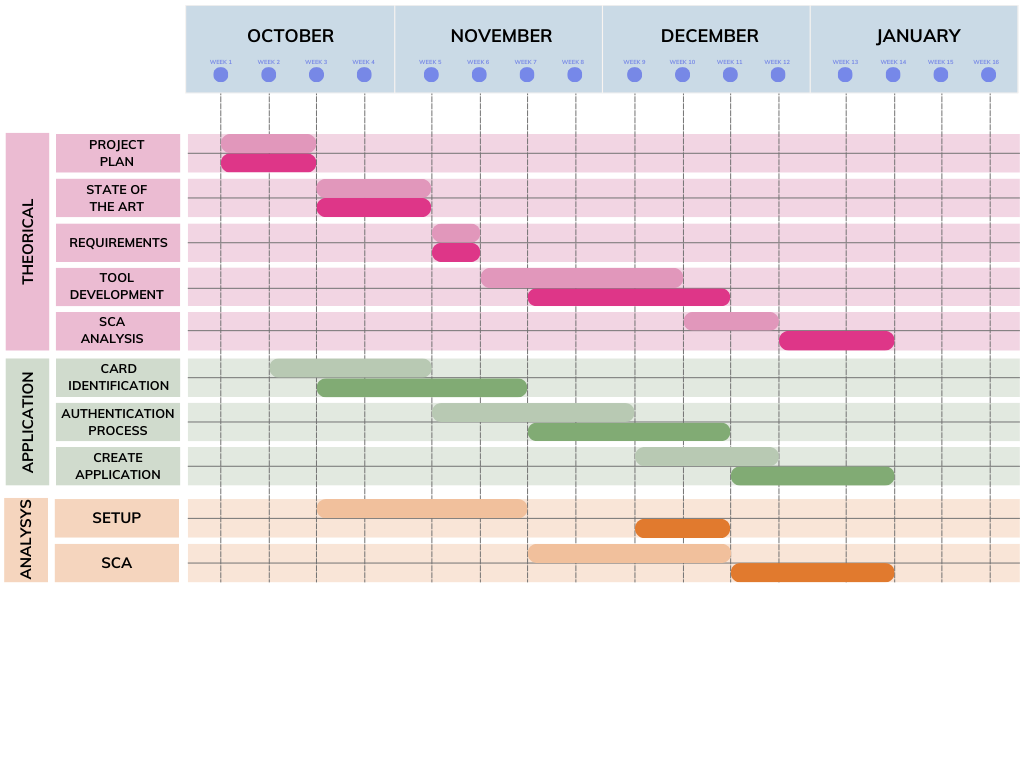 OCTOBER
NOVEMBER
DECEMBER
JANUARY
WEEK 1
WEEK 2
WEEK 3
WEEK 4
WEEK 5
WEEK 6
WEEK 7
WEEK 8
WEEK 9
WEEK 10
WEEK 11
WEEK 12
WEEK 13
WEEK 14
WEEK 15
WEEK 16
THEORICAL
PROJECT
PLAN
STATE OF
THE ART
REQUIREMENTS
TOOL
DEVELOPMENT
SCA
ANALYSIS
APPLICATION
CARD
IDENTIFICATION
AUTHENTICATION
PROCESS
CREATE
APPLICATION
ANALYSYS
SETUP
SCA